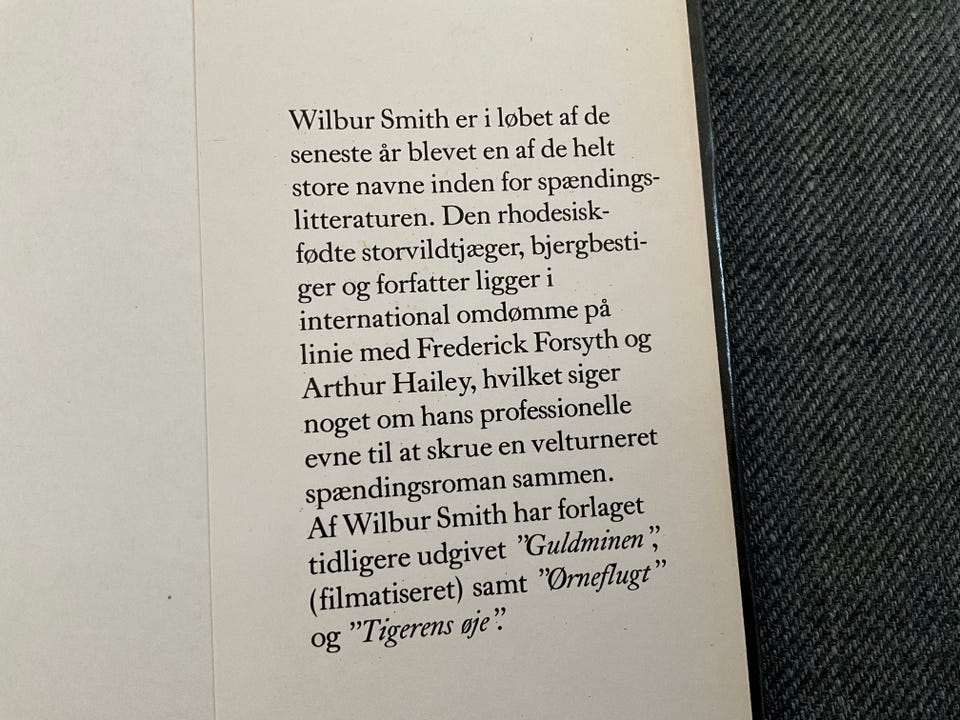 Wilbur Smith er i løbet af de
seneste år blevet en af de helt
store navne inden for spændings-
litteraturen. Den rhodesisk-
fødte storvildtjæger, bjergbesti-
ger og forfatter ligger i
international omdømme på
linie med Frederick Forsyth og
Arthur Hailey, hvilket siger
noget om hans professionelle
evne til at skrue en velturneret
spændingsroman sammen.
Af Wilbur Smith har forlaget
tidligere udgivet ”Guldminen”,
(filmatiseret) samt ”Ørneflugt”
og ”Tigerens øje”.